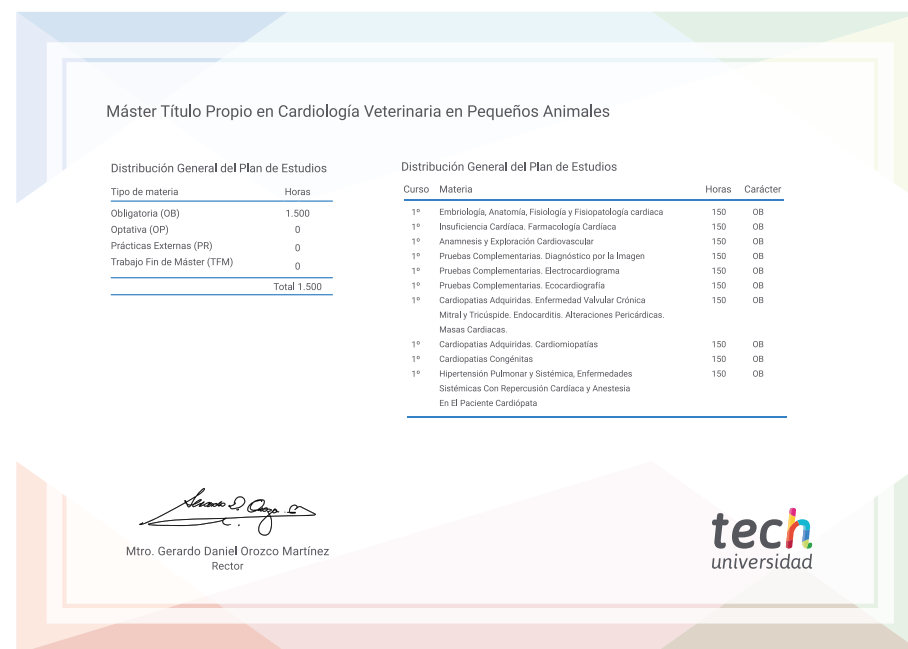 Máster Título Propio en Cardiología Veterinaria en Pequeños Animales
Distribución General del Plan de Estudios
Tipo de materia Horas
Obligatoria (OB) 1.500
Optativa (OP) 0
Prácticas Externas (PR) 0
Trabajo Fin de Máster (TFM) 0
Total 1.500
Distribución General del Plan de Estudios
Curso Materia Horas Carácter
1º Embriología, Anatomía, Fisiología y Fisiopatología cardiaca 150 OB
1º Insuficiencia Cardíaca. Farmacología Cardíaca 150 OB
1º Anamnesis y Exploración Cardiovascular 150 OB
1º Pruebas Complementarias. Diagnóstico por la Imagen 150 OB
1º Pruebas Complementarias. Electrocardiograma 150 OB
1º Pruebas Complementarias. Ecocardiografía 150 OB
1º Cardiopatias Adquiridas. Enfermedad Valvular Crónica 150 OB
Mitral y Tricúspide. Endocarditis. Alteraciones Pericárdicas.
Masas Cardiacas.
1º Cardiopatias Adquiridas. Cardiomiopatías 150 OB
1º Cardiopatias Congénitas 150 OB
1º Hipertensión Pulmonar y Sistémica, Enfermedades 150 OB
Sistémicas Con Repercusión Cardíaca y Anestesia
En El Paciente Cardiópata
Mtro. Gerardo Daniel Orozco Martínez
Rector
tech
universidad